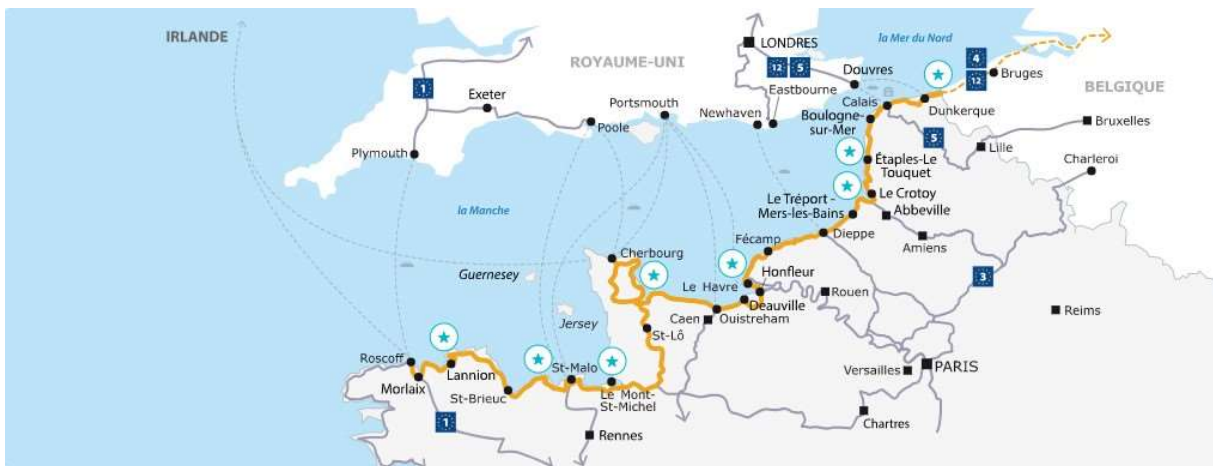 IRLANDE
ROYAUME-UNI
la Mer du Nord
BELGIQUE
LONDRES
12
5
4
12
1
Douvres
Bruges
Exeter
Portsmouth
Newhaven
Eastbourne
Calais
Dunkerque
Poole
Boulogne-
sur-Mer
Bruxelles
5
Lille
Plymouth
Étaples-Le
Touquet
Charleroi
la Manche
Le Tréport -
Mers-les-Bains
Le Crotoy
Abbeville
Amiens
Fécamp
Dieppe
Cherbourg
Guernesey
Honfleur
3
Le Havre
Rouen
Deauville
Reims
Jersey
Caen
Ouistreham
St-Lô
Roscoff
St-Malo
Versailles
PARIS
Lannion
Morlaix
St-Brieuc
Le Mont-
St-Michel
Chartres
1
Rennes